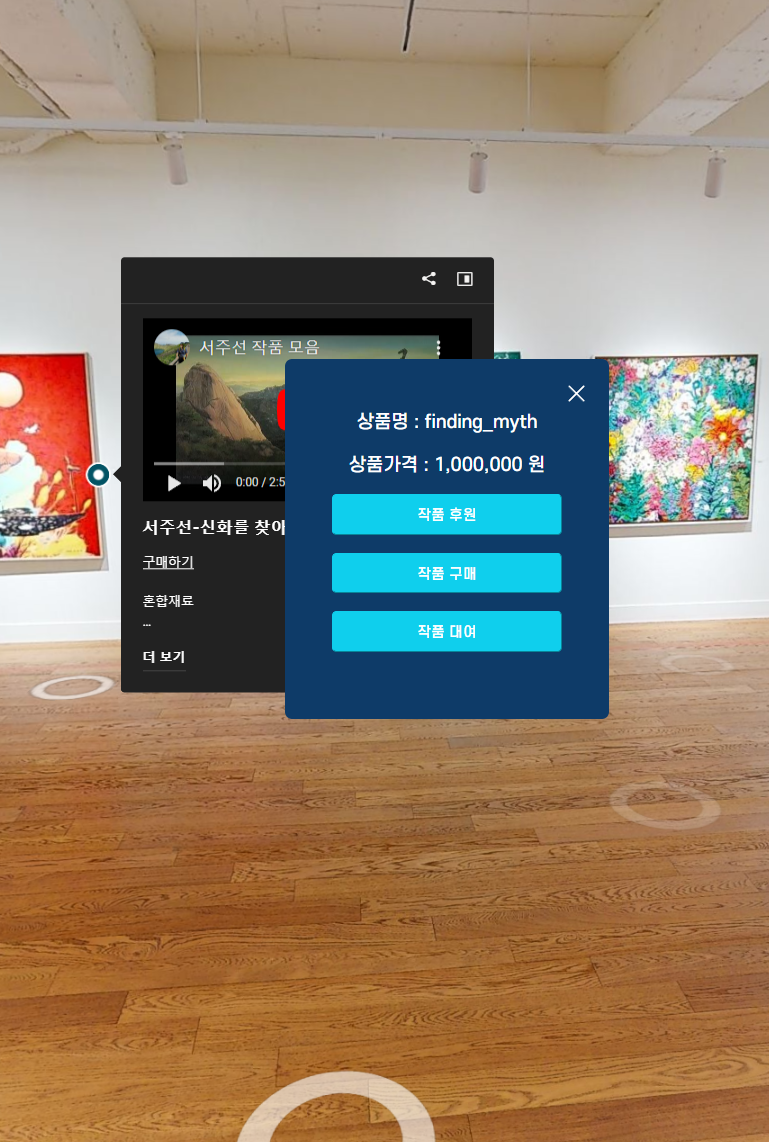 서주선 작품 모음
0:00 / 2:5
서주선-신화를 찾아
구매하기
혼합재료
...
더 보기
상품명 : finding_myth
상품가격 : 1,000,000 원
작품 후원
작품 구매
작품 대여